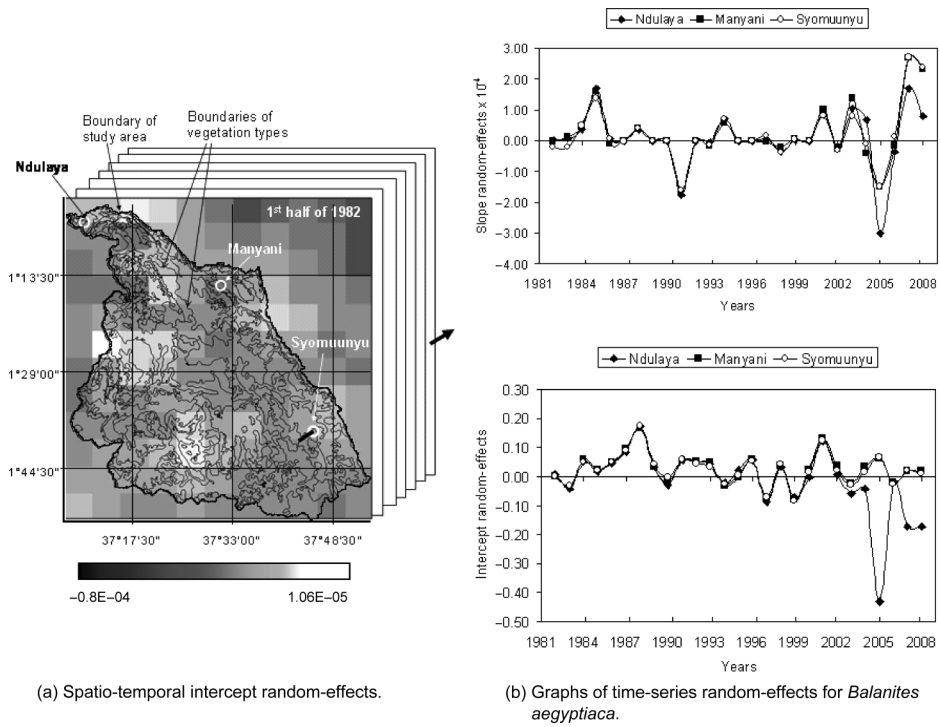 Boundary of
study area
Boundaries of
vegetation types
Ndulaya
1st half of 1982
Manyani
Syomuunyu
1°13'30"
1°29'00"
1°44'30"
37°17'30" 37°33'00" 37°48'30"
−0.8E−04 1.06E−05
(a) Spatio-temporal intercept random-effects.
Ndulaya Manyani Syomuunyu
Slope random-effects x 10⁻⁴
3.00
2.00
1.00
0.00
−1.00
−2.00
−3.00
−4.00
1981 1984 1987 1990 1993 1996 1999 2002 2005 2008
Years
Ndulaya Manyani Syomuunyu
Intercept random-effects
0.30
0.20
0.10
0.00
−0.10
−0.20
−0.30
−0.40
−0.50
1981 1984 1987 1990 1993 1996 1999 2002 2005 2008
Years
(b) Graphs of time-series random-effects for Balanites
aegyptiaca.